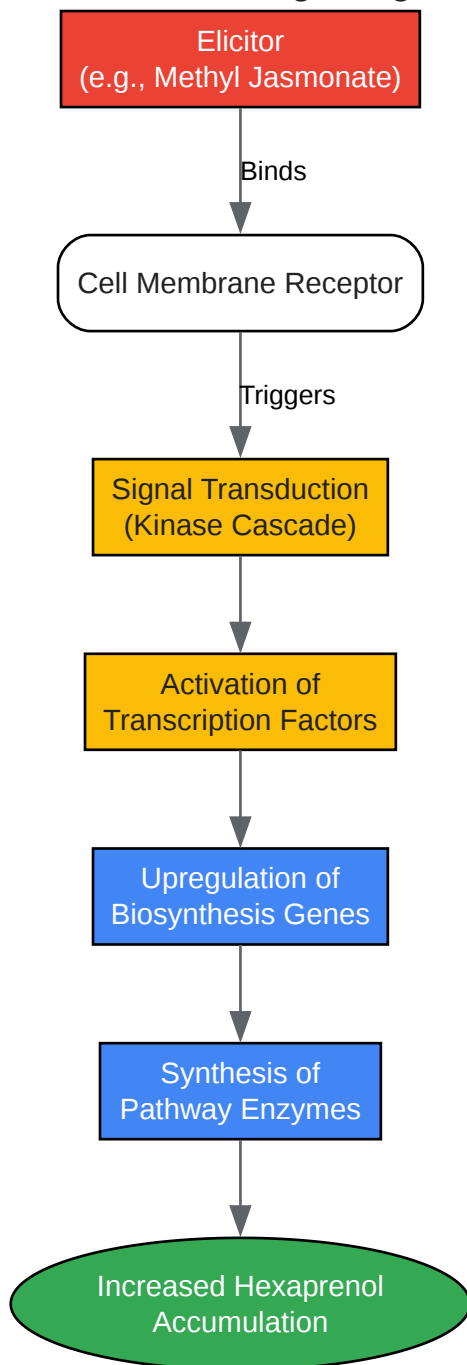 Elicitor
(e.g., Methyl Jasmonate)
Binds
Cell Membrane Receptor
Triggers
Signal Transduction
(Kinase Cascade)
Activation of
Transcription Factors
Upregulation of
Biosynthesis Genes
Synthesis of
Pathway Enzymes
Increased Hexaprenol
Accumulation